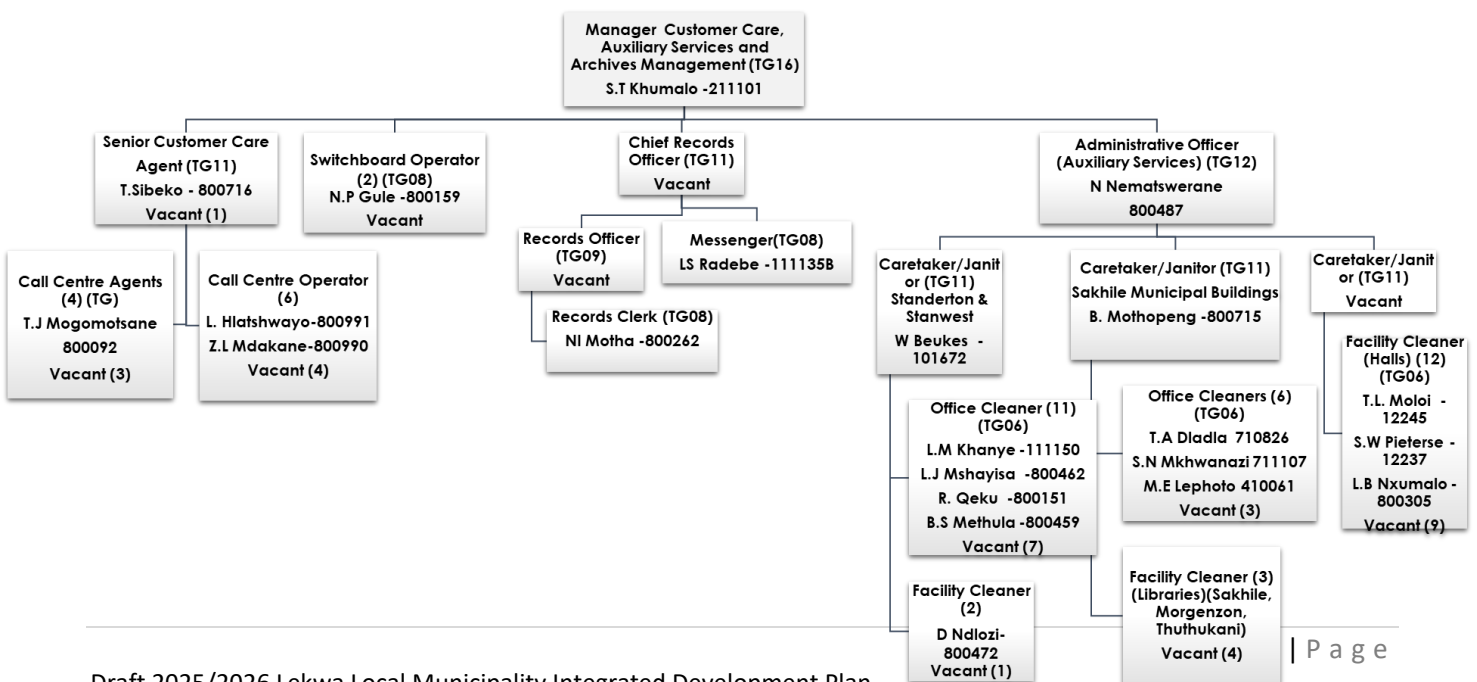 Manager Customer Care,
Auxiliary Services and
Archives Management (TG16)
S.T Khumalo -211101
Senior Customer Care
Agent (TG11)
T.Sibeko - 800716
Vacant (1)
Switchboard Operator
(2) (TG08)
N.P Gule -800159
Vacant
Chief Records
Officer (TG11)
Vacant
Administrative Officer
(Auxiliary Services) (TG12)
N Nematswerane
800487
Call Centre Agents
(4) (TG)
T.J Mogomotsane
800092
Vacant (3)
Call Centre Operator
(6)
L. Hlatshwayo-800991
Z.L Mdakane-800990
Vacant (4)
Records Officer
(TG09)
Vacant
Messenger(TG08)
LS Radebe -111135B
Records Clerk (TG08)
NI Motha -800262
Caretaker/Janit
or (TG11)
Standerton &
Stanwest
W Beukes -
101672
Caretaker/Janitor (TG11)
Sakhile Municipal Buildings
B. Mothopeng -800715
Caretaker/Janit
or (TG11)
Vacant
Office Cleaner (11)
(TG06)
L.M Khanye -111150
L.J Mshayisa -800462
R. Qeku -800151
B.S Methula -800459
Vacant (7)
Office Cleaners (6)
(TG06)
T.A Dladla 710826
S.N Mkhwanazi 711107
M.E Lephoto 410061
Vacant (3)
Facility Cleaner
(Halls) (12)
(TG06)
T.L. Moloi -
12245
S.W Pieterse -
12237
L.B Nxumalo -
800305
Vacant (9)
Facility Cleaner
(2)
D Ndlozi-
800472
Vacant (1)
Facility Cleaner (3)
(Libraries)(Sakhile,
Morgenzon,
Thuthukani)
Vacant (4)
| Page
Draft 2025/2026 Lekwa Local Municipality Integrated Development Plan